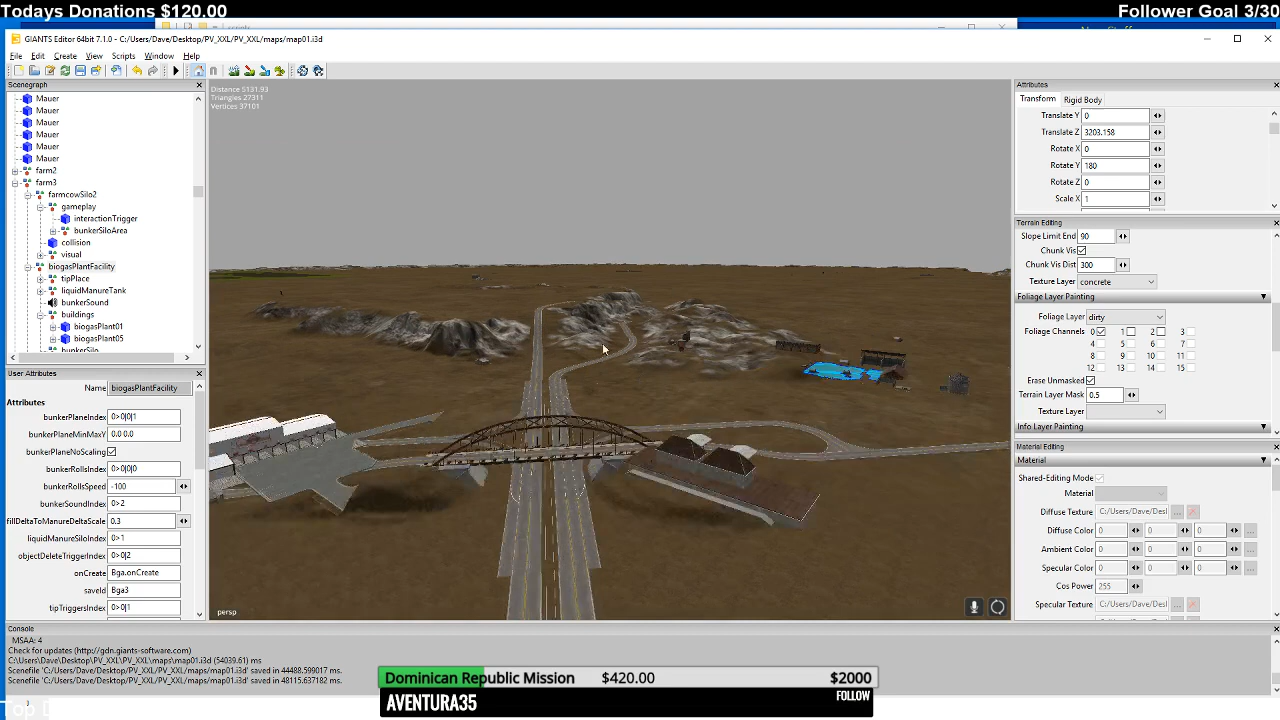 Todays Donations $120.00
Follower Goal 3/30
GIANTS Editor 64bit 7.1.0 - C:/Users/Dave/Desktop/PV_XXL/PV_XXL/maps/map01.i3d
File Edit Create View Scripts Window Help
Scenegraph
Mauer
Mauer
Mauer
Mauer
Mauer
Mauer
farm2
farm3
farmcowSilo2
gameplay
interactionTrigger
bunkerSiloArea
collision
visual
biogasPlantFacility
tipPlace
liquidManureTank
bunkerSound
buildings
biogasPlant01
biogasPlant05
bunkerSilo
User Attributes
Name biogasPlantFacility
Attributes
bunkerPlaneIndex 0>0|0|1
bunkerPlaneMinMaxY 0.0 0.0
bunkerPlaneNoScaling
bunkerRollsIndex 0>0|0|0
bunkerRollsSpeed -100
bunkerSoundIndex 0>2
fillDeltaToManureDeltaScale 0.3
liquidManureSiloIndex 0>1
objectDeleteTriggerIndex 0>0|2
onCreate Bga.onCreate
saveId Bga3
tipTriggersIndex 0>0|1
Distance 5131.93
Triangles 27311
Vertices 37101
persp
Attributes
Transform Rigid Body
Translate Y 0
Translate Z 3203.158
Rotate X 0
Rotate Y 180
Rotate Z 0
Scale X 1
Terrain Editing
Slope Limit End 90
Chunk Vis
Chunk Vis Dist 300
Texture Layer concrete
Foliage Layer Painting
Foliage Layer dirty
Foliage Channels 0 1 2 3
4 5 6 7
8 9 10 11
12 13 14 15
Erase Unmasked
Terrain Layer Mask 0.5
Texture Layer
Info Layer Painting
Material Editing
Material
Shared-Editing Mode
Material
Diffuse Texture C:/Users/Dave/Desl ...
Diffuse Color 0 0 0 ...
Ambient Color 0 0 0 ...
Specular Color 0 0 0 ...
Cos Power 255
Specular Texture C:/Users/Dave/Desl ...
Console
MSAA: 4
Check for updates (http://gdn.giants-software.com)
C:\Users\Dave\Desktop\PV_XXL\PV_XXL\maps\map01.i3d (54039.61) ms
Scenefile 'C:/Users/Dave/Desktop/PV_XXL/PV_XXL/maps/map01.i3d' saved in 44488.599017 ms.
Scenefile 'C:/Users/Dave/Desktop/PV_XXL/PV_XXL/maps/map01.i3d' saved in 48115.637182 ms.
Dominican Republic Mission $420.00 $2000
AVENTURA35 FOLLOW